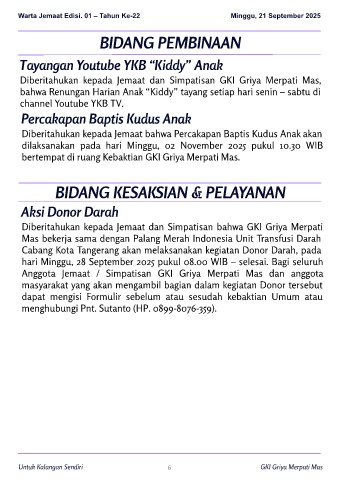 Warta Jemaat Edisi. 01 – Tahun Ke-22 Minggu, 21 September 2025
BIDANG PEMBINAAN
Tayangan Youtube YKB “Kiddy” Anak
Diberitahukan kepada Jemaat dan Simpatisan GKI Griya Merpati Mas,
bahwa Renungan Harian Anak “Kiddy” tayang setiap hari senin – sabtu di
channel Youtube YKB TV.
Percakapan Baptis Kudus Anak
Diberitahukan kepada Jemaat bahwa Percakapan Baptis Kudus Anak akan
dilaksanakan pada hari Minggu, 02 November 2025 pukul 10.30 WIB
bertempat di ruang Kebaktian GKI Griya Merpati Mas.
BIDANG KESAKSIAN & PELAYANAN
Aksi Donor Darah
Diberitahukan kepada Jemaat dan Simpatisan bahwa GKI Griya Merpati
Mas bekerja sama dengan Palang Merah Indonesia Unit Transfusi Darah
Cabang Kota Tangerang akan melaksanakan kegiatan Donor Darah, pada
hari Minggu, 28 September 2025 pukul 08.00 WIB – selesai. Bagi seluruh
Anggota Jemaat / Simpatisan GKI Griya Merpati Mas dan anggota
masyarakat yang akan mengambil bagian dalam kegiatan Donor tersebut
dapat mengisi Formulir sebelum atau sesudah kebaktian Umum atau
menghubungi Pnt. Sutanto (HP. 0899-8076-359).
Untuk Kalangan Sendiri 6 GKI Griya Merpati Mas